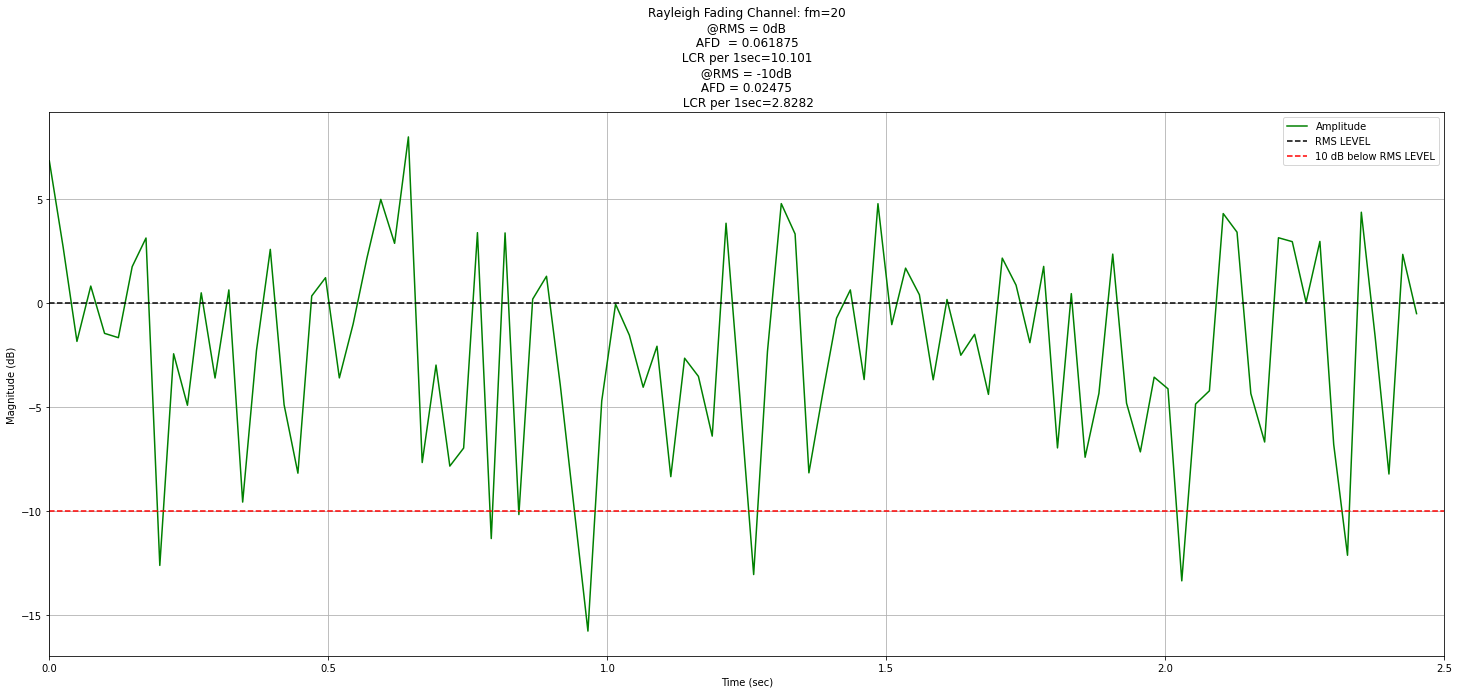 Rayleigh Fading Channel: fm=20
@RMS = 0dB
AFD  = 0.061875
LCR per 1sec=10.101
@RMS = -10dB
AFD = 0.02475
LCR per 1sec=2.8282
Amplitude
RMS LEVEL
10 dB below RMS LEVEL
5
0
−5
−10
−15
Magnitude (dB)
0.0 0.5 1.0 1.5 2.0 2.5
Time (sec)